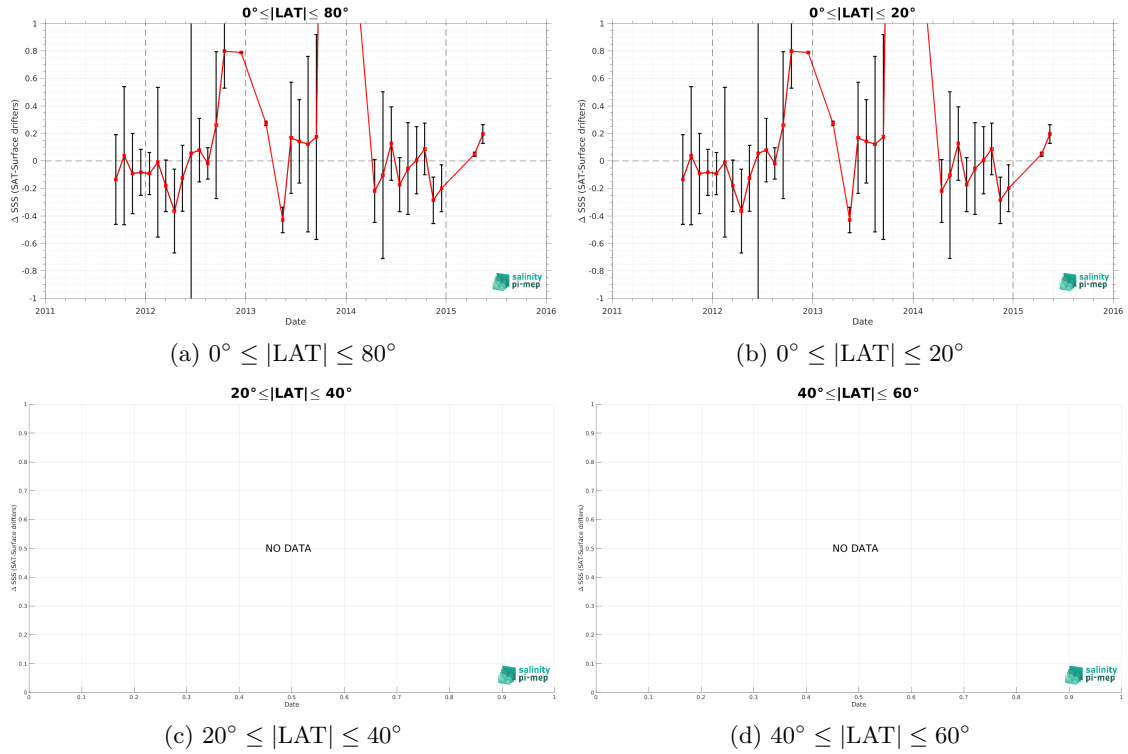 0°≤|LAT|≤ 80°
Δ SSS (SAT-Surface drifters)
1
0.8
0.6
0.4
0.2
0
-0.2
-0.4
-0.6
-0.8
-1
2011 2012 2013 2014 2015 2016
Date
salinity
pi-mep
(a) 0° ≤ |LAT| ≤ 80°
0°≤|LAT|≤ 20°
Δ SSS (SAT-Surface drifters)
1
0.8
0.6
0.4
0.2
0
-0.2
-0.4
-0.6
-0.8
-1
2011 2012 2013 2014 2015 2016
Date
salinity
pi-mep
(b) 0° ≤ |LAT| ≤ 20°
20°≤|LAT|≤ 40°
Δ SSS (SAT-Surface drifters)
1
0.9
0.8
0.7
0.6
0.5
0.4
0.3
0.2
0.1
0
NO DATA
0 0.1 0.2 0.3 0.4 0.5 0.6 0.7 0.8 0.9 1
Date
salinity
pi-mep
(c) 20° ≤ |LAT| ≤ 40°
40°≤|LAT|≤ 60°
Δ SSS (SAT-Surface drifters)
1
0.9
0.8
0.7
0.6
0.5
0.4
0.3
0.2
0.1
0
NO DATA
0 0.1 0.2 0.3 0.4 0.5 0.6 0.7 0.8 0.9 1
Date
salinity
pi-mep
(d) 40° ≤ |LAT| ≤ 60°